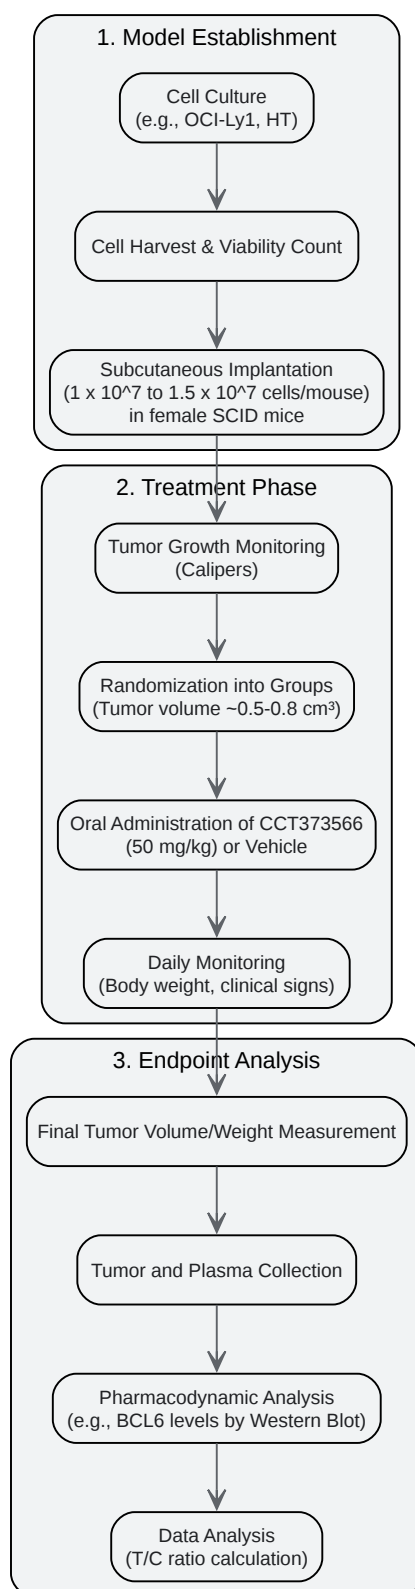 1. Model Establishment
Cell Culture
(e.g., OCI-Ly1, HT)
Cell Harvest & Viability Count
Subcutaneous Implantation
(1 x 10^7 to 1.5 x 10^7 cells/mouse)
in female SCID mice
2. Treatment Phase
Tumor Growth Monitoring
(Calipers)
Randomization into Groups
(Tumor volume ~0.5-0.8 cm³)
Oral Administration of CCT373566
(50 mg/kg) or Vehicle
Daily Monitoring
(Body weight, clinical signs)
3. Endpoint Analysis
Final Tumor Volume/Weight Measurement
Tumor and Plasma Collection
Pharmacodynamic Analysis
(e.g., BCL6 levels by Western Blot)
Data Analysis
(T/C ratio calculation)